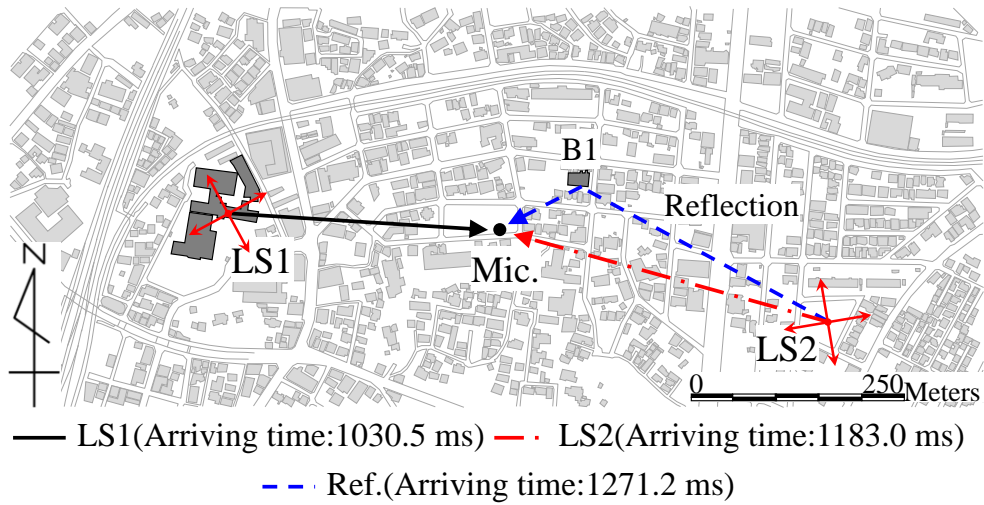 B1
Reflection
LS1
Mic.
LS2
N
0 250 Meters
LS1(Arriving time:1030.5 ms) LS2(Arriving time:1183.0 ms)
Ref.(Arriving time:1271.2 ms)